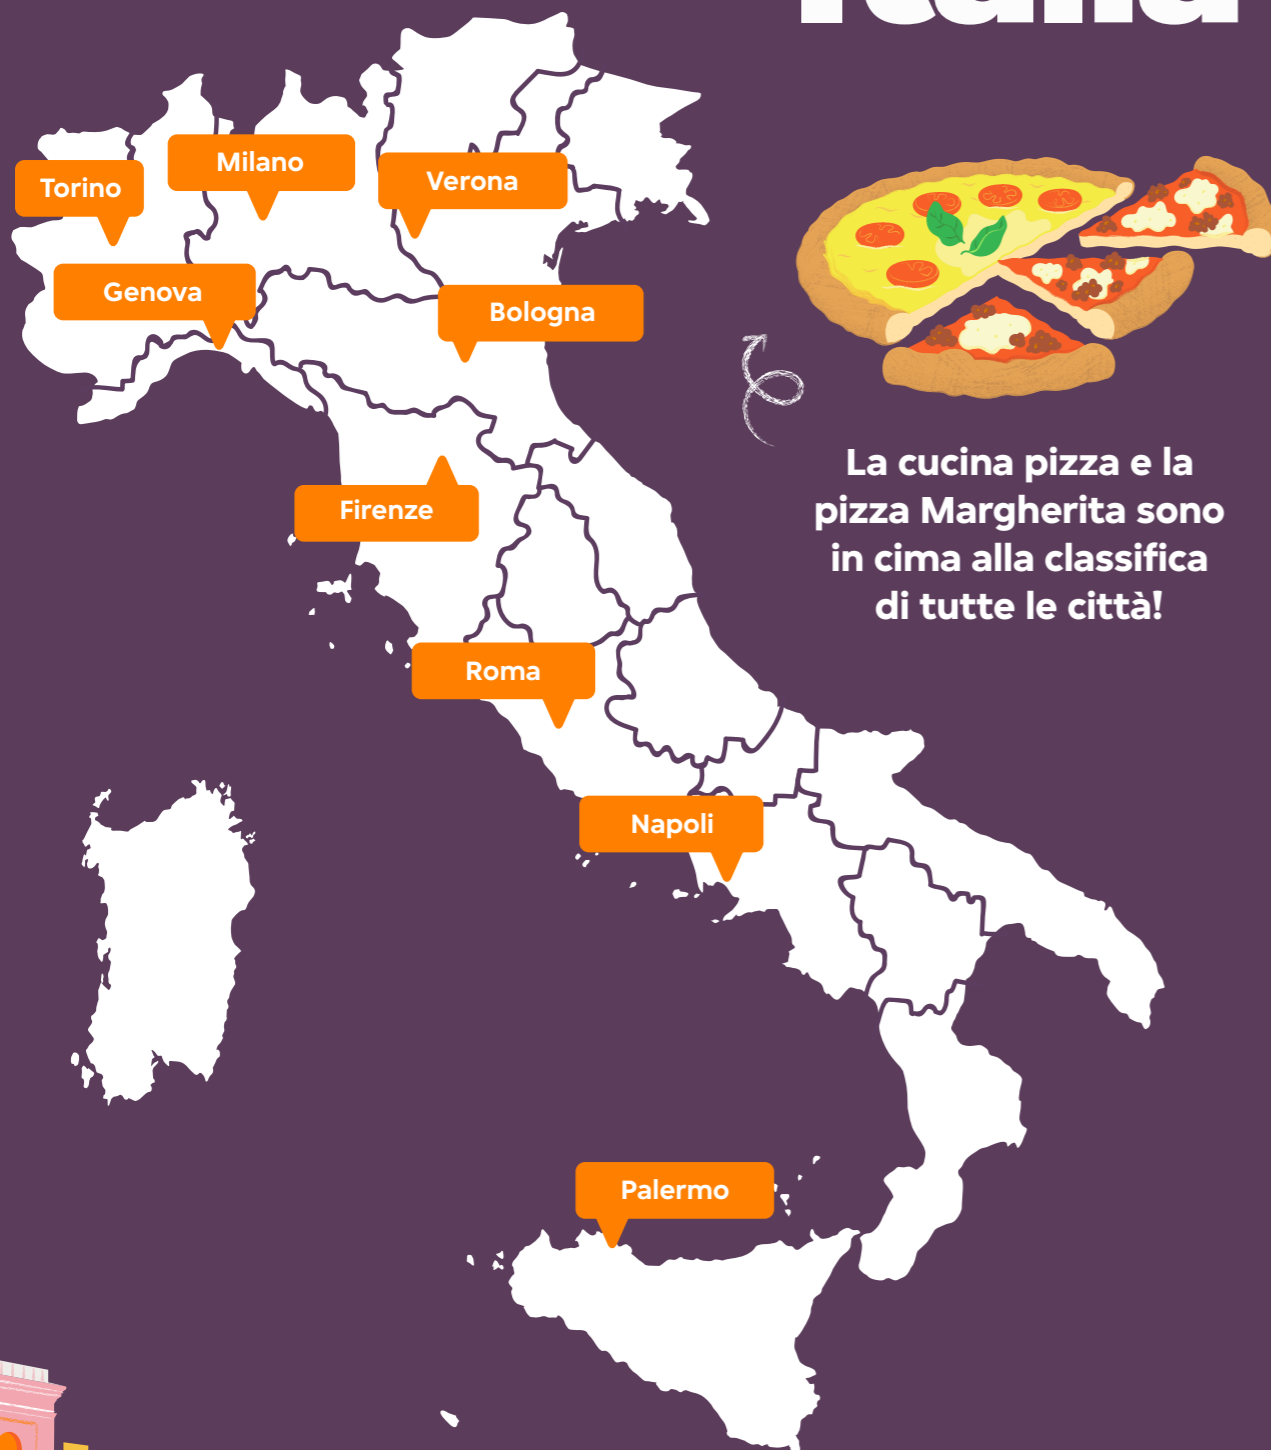 Italia
Milano
Verona
Torino
Genova
Bologna
La cucina pizza e la
pizza Margherita sono
in cima alla classifica
di tutte le città!
Firenze
Roma
Napoli
Palermo